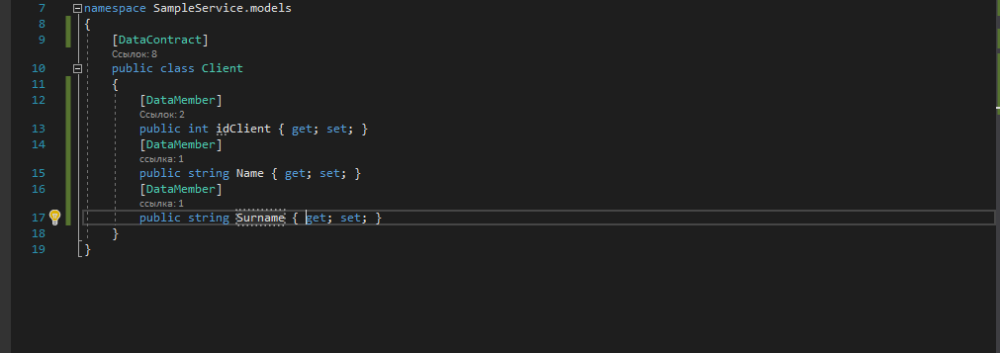 7 namespace SampleService.models
8 {
9 [DataContract]
Ссылок: 8
10 public class Client
11 {
12 [DataMember]
Ссылок: 2
13 public int idClient { get; set; }
14 [DataMember]
ссылка: 1
15 public string Name { get; set; }
16 [DataMember]
ссылка: 1
17 public string Surname { get; set; }
18 }
19 }